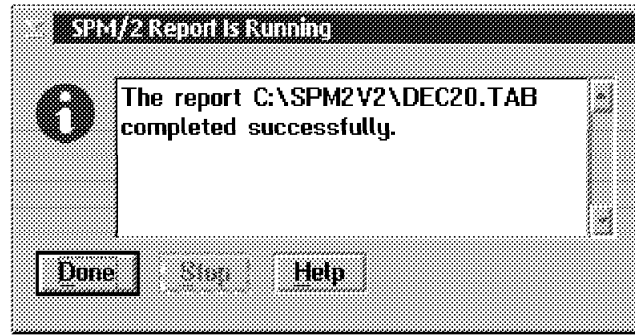 SPM/2 Report Is Running
The report C:\SPM2V2\DEC20.TAB
completed successfully.
Done
Stop
Help